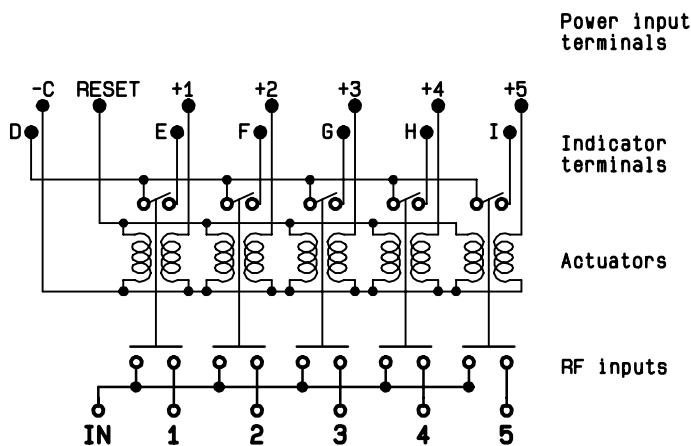 Power input
terminals
-C RESET +1 +2 +3 +4 +5
D E F G H I
Indicator
terminals
Actuators
RF inputs
IN 1 2 3 4 5